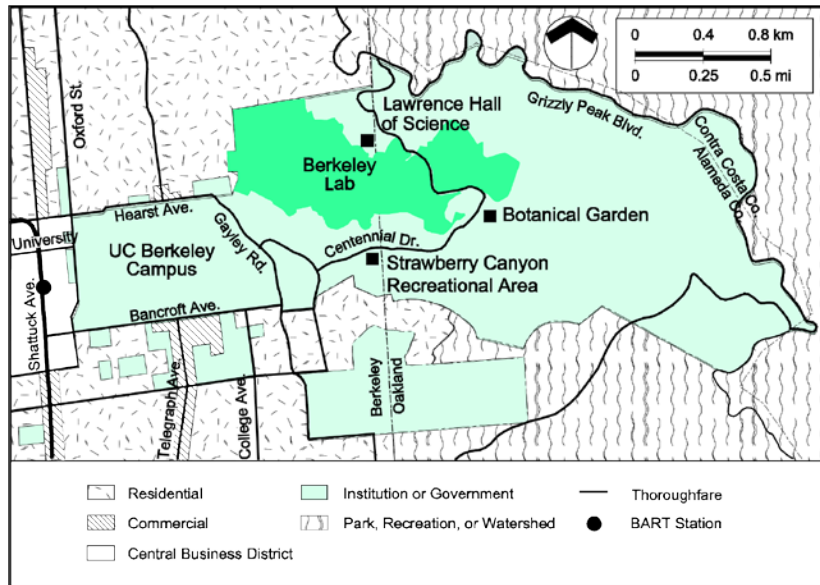 0 0.4 0.8 km
0 0.25 0.5 mi
Oxford St.
Lawrence Hall
of Science
Grizzly Peak Blvd.
Contra Costa Co.
Alameda Co.
Berkeley
Lab
Hearst Ave.
Gayley Rd.
Botanical Garden
University
UC Berkeley
Campus
Centennial Dr.
Strawberry Canyon
Recreational Area
Shattuck Ave.
Bancroft Ave.
Telegraph Ave.
College Ave.
Berkeley
Oakland
Residential
Institution or Government
Thoroughfare
Commercial
Park, Recreation, or Watershed
BART Station
Central Business District